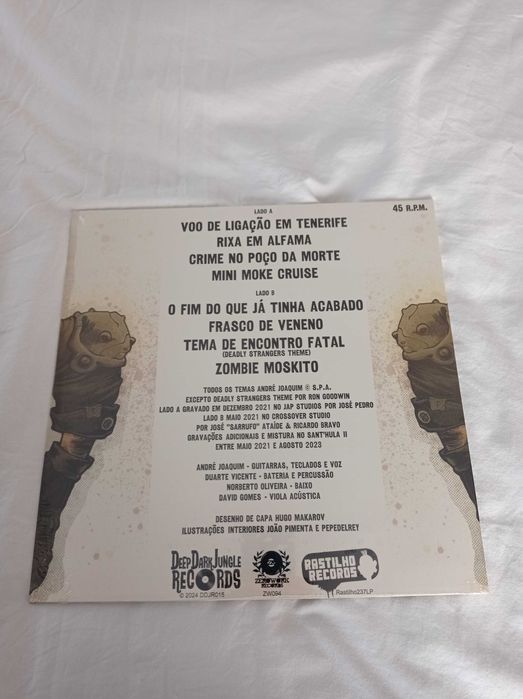 45 R.P.M.
LADO A
VOO DE LIGAÇÃO EM TENERIFE
RIXA EM ALFAMA
CRIME NO POÇO DA MORTE
MINI MOKE CRUISE
LADO B
O FIM DO QUE JÁ TINHA ACABADO
FRASCO DE VENENO
TEMA DE ENCONTRO FATAL
(DEADLY STRANGERS THEME)
ZOMBIE MOSKITO
TODOS OS TEMAS ANDRÉ JOAQUIM © S.P.A.
EXCEPTO DEADLY STRANGERS THEME POR RON GOODWIN
LADO A GRAVADO EM DEZEMBRO 2021 NO JAP STUDIOS POR JOSÉ PEDRO
LADO B MAIO 2021 NO CROSSOVER STUDIO
POR JOSÉ "SARRUFO" ATAÍDE & RICARDO BRAVO
GRAVAÇÕES ADICIONAIS E MISTURA NO SANT'HULA II
ENTRE MAIO 2021 E AGOSTO 2023
ANDRÉ JOAQUIM - GUITARRAS, TECLADOS E VOZ
DUARTE VICENTE - BATERIA E PERCUSSÃO
NORBERTO OLIVEIRA - BAIXO
DAVID GOMES - VIOLA ACÚSTICA
DESENHO DE CAPA HUGO MAKAROV
ILUSTRAÇÕES INTERIORES JOÃO PIMENTA E PEPEDELREY
DEEP DARK JUNGLE
RECORDS
© 2024 DDJR015
ZEROWORK
RECORDS
ZW094
RASTILHO
RECORDS
Rastilho237LP